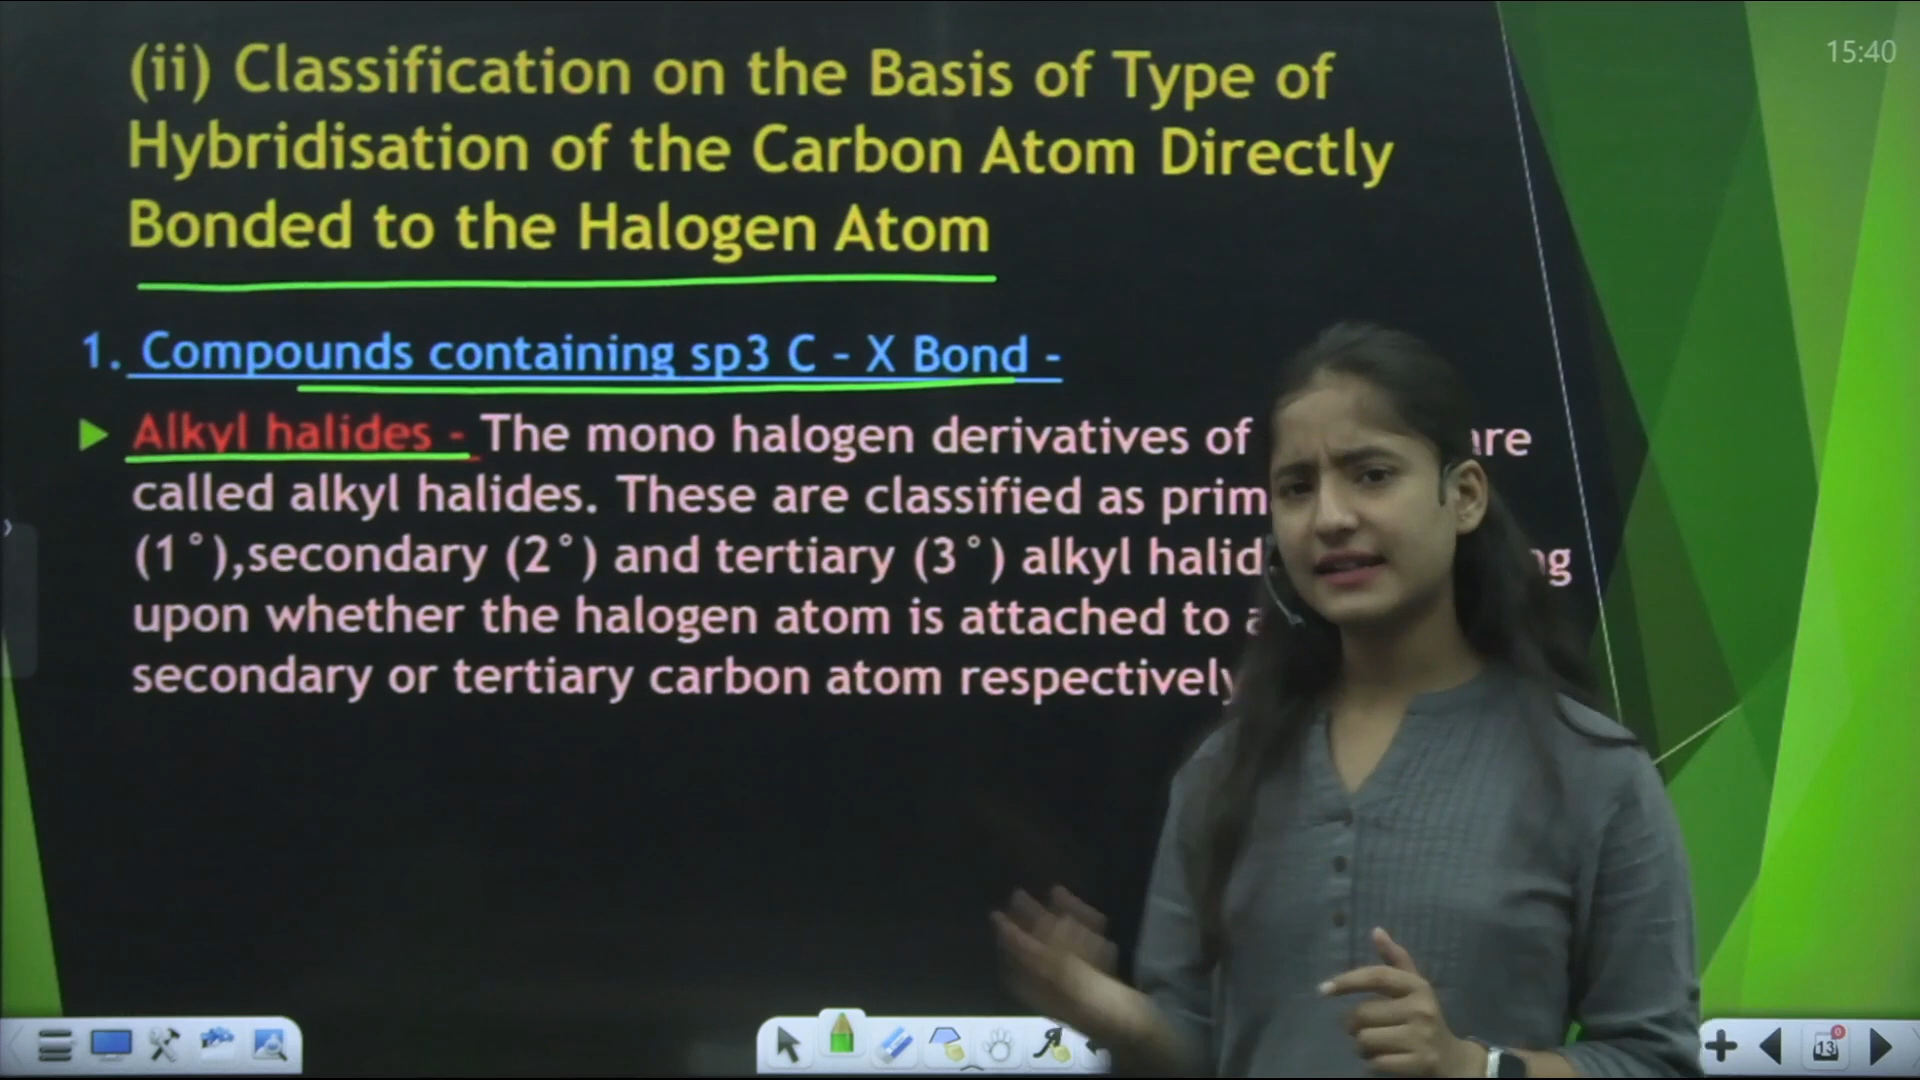 15:40
(ii) Classification on the Basis of Type of
Hybridisation of the Carbon Atom Directly
Bonded to the Halogen Atom
1. Compounds containing sp3 C - X Bond -
Alkyl halides - The mono halogen derivatives of are
called alkyl halides. These are classified as
(1°),secondary (2°) and tertiary (3°) alkyl
upon whether the halogen atom is attached to
secondary or tertiary carbon atom respectively
13
0